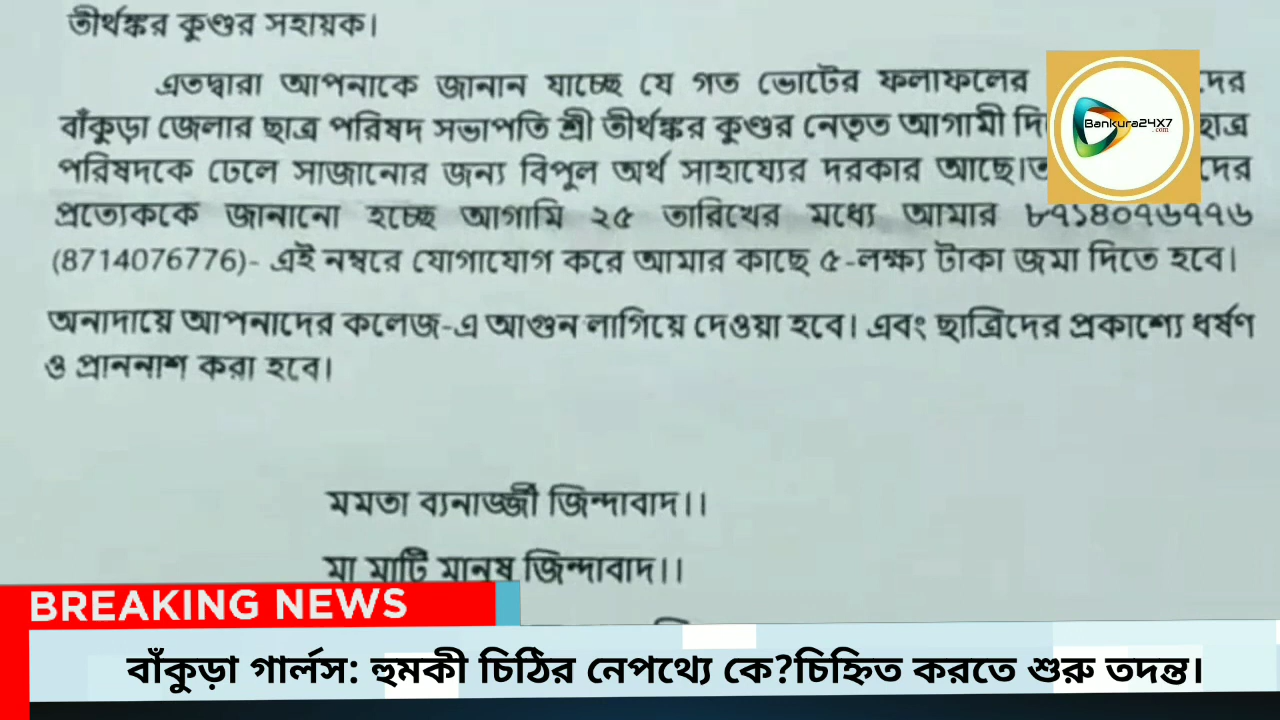 তীর্থঙ্কর কুণ্ডুর সহায়ক।
এতদ্বারা আপনাকে জানান যাচ্ছে যে গত ভোটের ফলাফলের দের
বাঁকুড়া জেলার ছাত্র পরিষদ সভাপতি শ্রী তীর্থঙ্কর কুণ্ডুর নেতৃত আগামী ছাত্র
পরিষদকে ঢেলে সাজানোর জন্য বিপুল অর্থ সাহায্যের দরকার আছে। দের
প্রত্যেককে জানানো হচ্ছে আগামি ২৫ তারিখের মধ্যে আমার ৮৭১৪০৭৬৭৭৬
(8714076776)- এই নম্বরে যোগাযোগ করে আমার কাছে ৫-লক্ষ্য টাকা জমা দিতে হবে।
অনাদায়ে আপনাদের কলেজ-এ আগুন লাগিয়ে দেওয়া হবে। এবং ছাত্রিদের প্রকাশ্যে ধর্ষণ
ও প্রাননাশ করা হবে।
মমতা ব্যনার্জ্জী জিন্দাবাদ।।
মা মাটি মানুষ জিন্দাবাদ।।
Bankura24X7
.com
BREAKING NEWS
বাঁকুড়া গার্লস: হুমকী চিঠির নেপথ্যে কে?চিহ্নিত করতে শুরু তদন্ত।